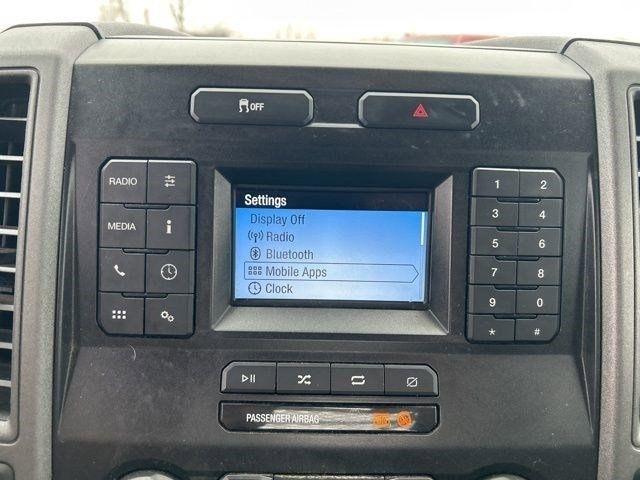 OFF
RADIO
MEDIA
i
Settings
Display Off
Radio
Bluetooth
Mobile Apps
Clock
1 2
3 4
5 6
7 8
9 0
* #
PASSENGER AIRBAG